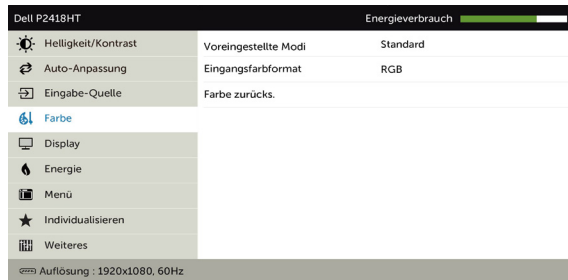 Dell P2418HT Energieverbrauch
Helligkeit/Kontrast Voreingestellte Modi Standard
Auto-Anpassung Eingangsfarbformat RGB
Eingabe-Quelle Farbe zurücks.
Farbe
Display
Energie
Menü
Individualisieren
Weiteres
Auflösung : 1920x1080, 60Hz